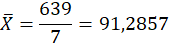 X̄ = 639/7 = 91,2857